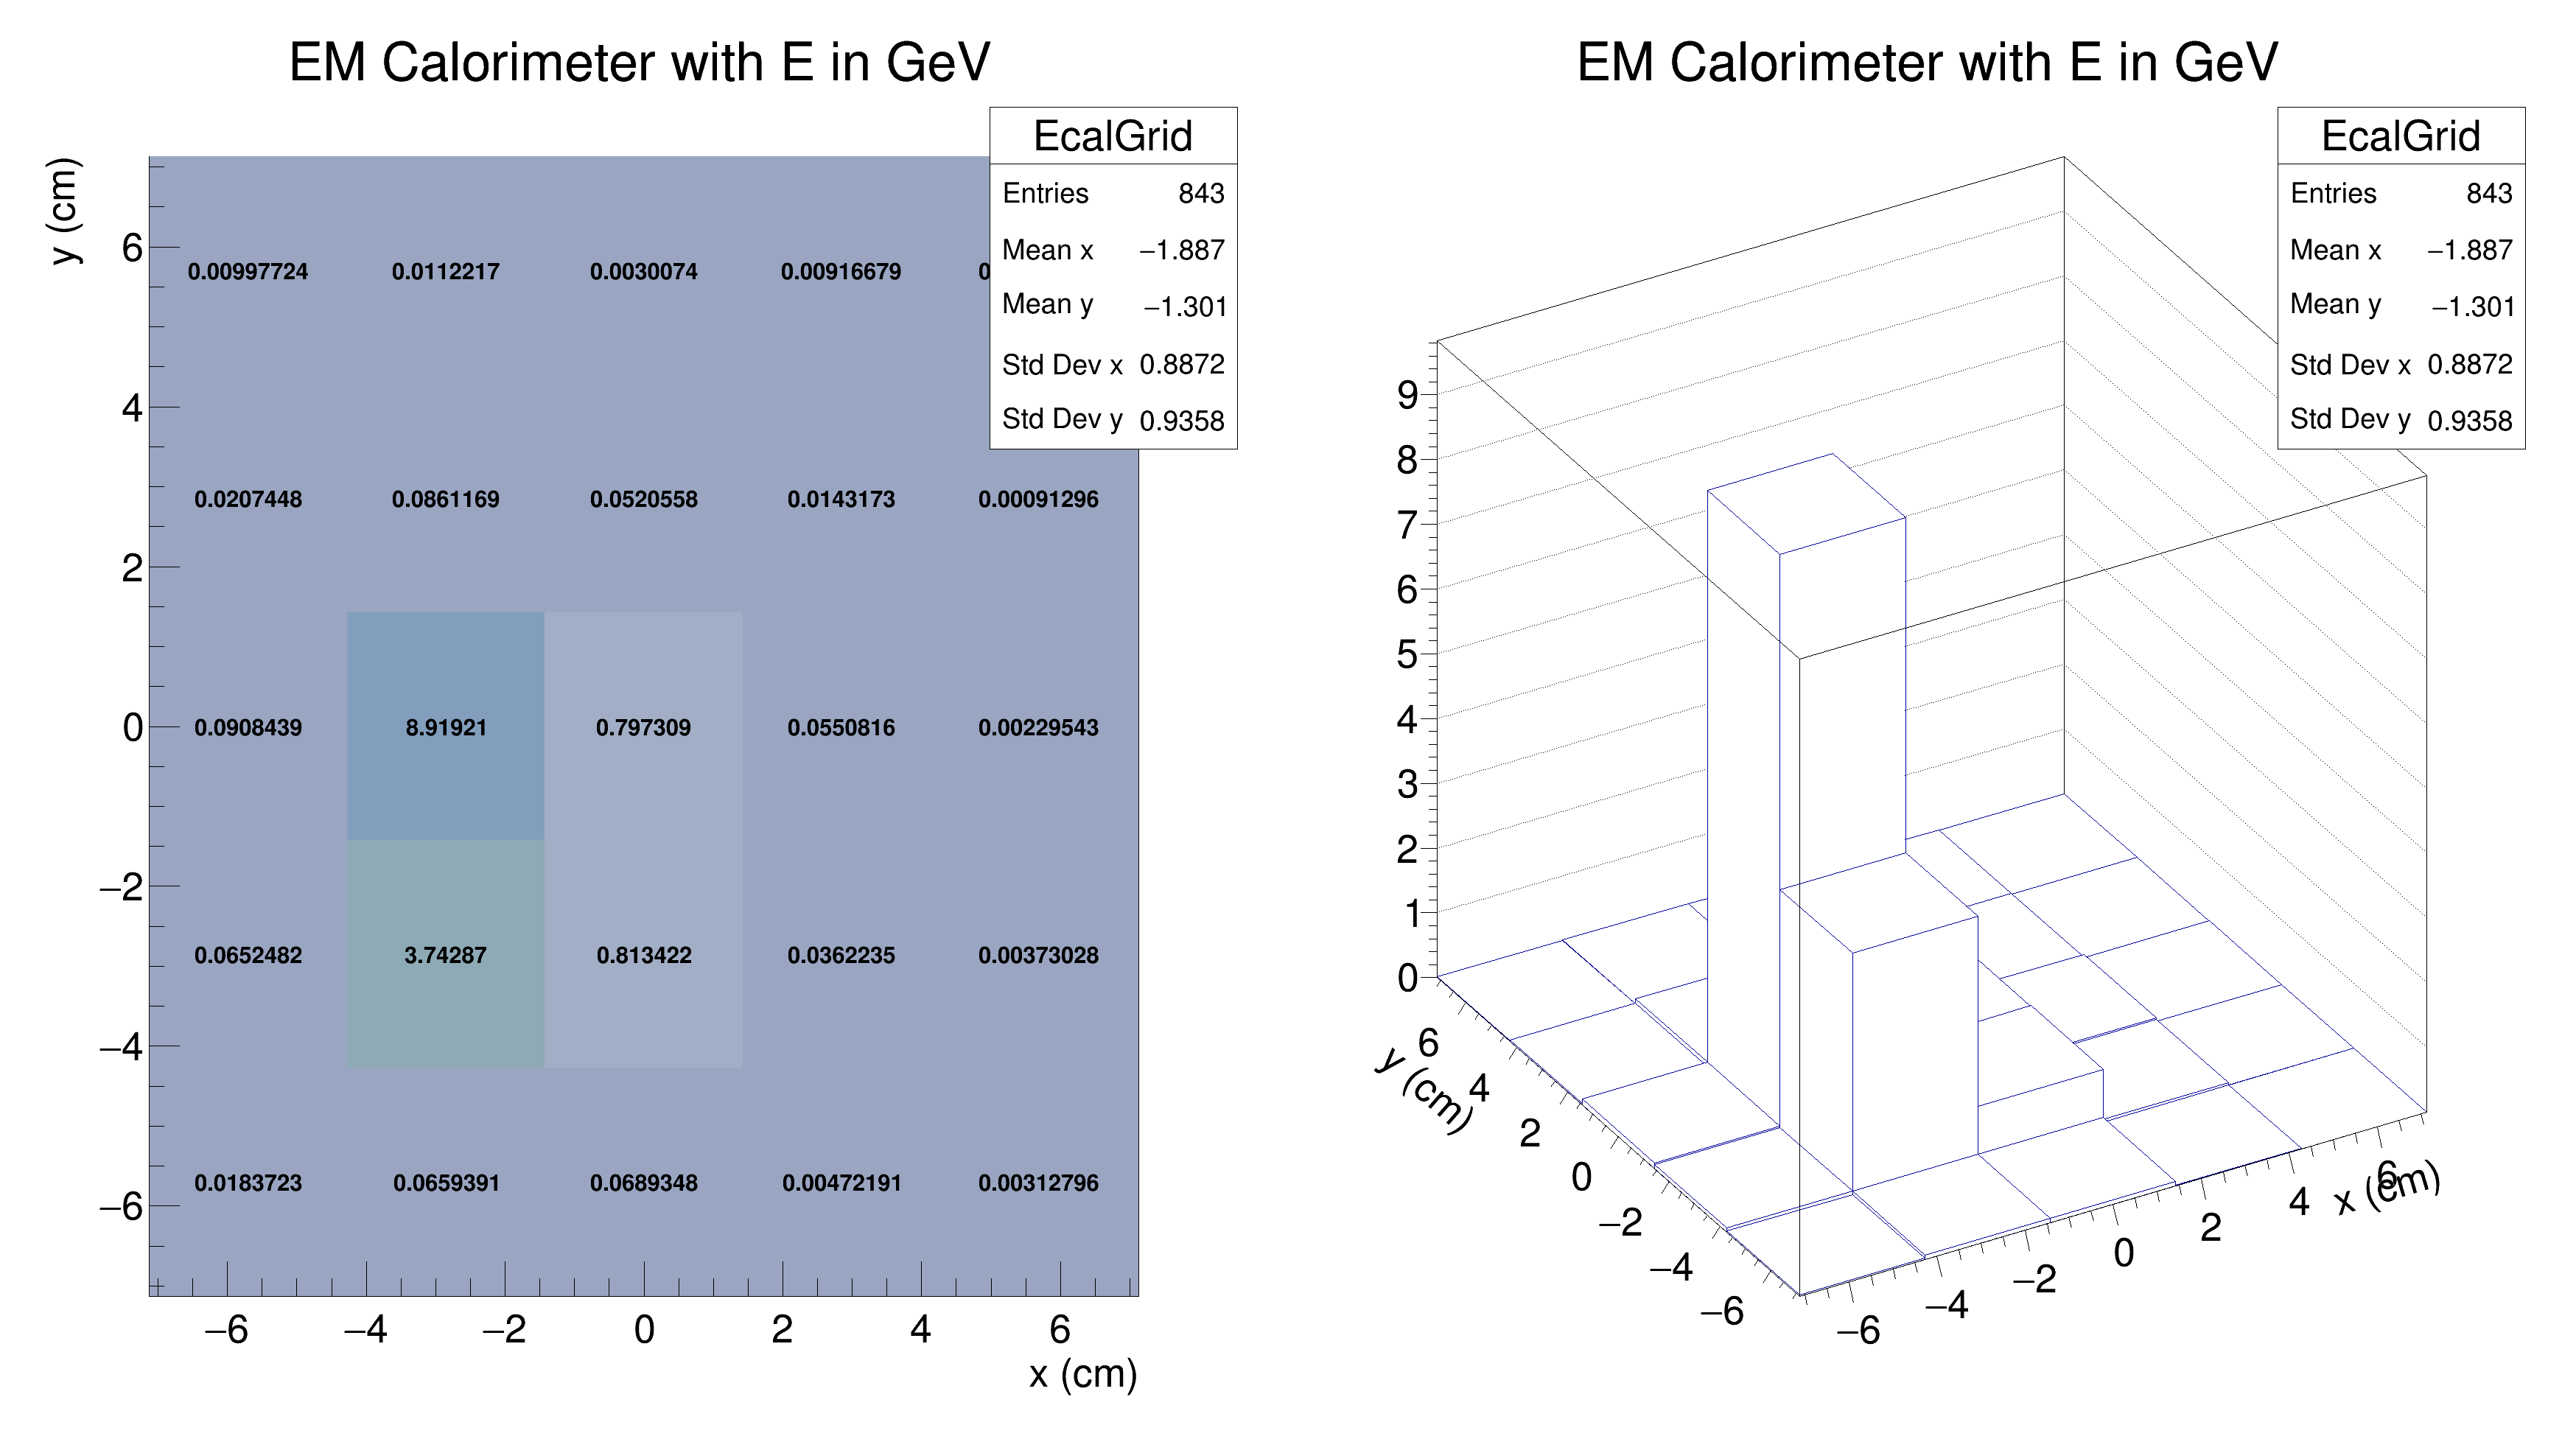 EM Calorimeter with E in GeV
EcalGrid
Entries 843
Mean x −1.887
Mean y −1.301
Std Dev x 0.8872
Std Dev y 0.9358
y (cm)
6
4
2
0
−2
−4
−6
0.00997724 0.0112217 0.0030074 0.00916679
0.0207448 0.0861169 0.0520558 0.0143173 0.00091296
0.0908439 8.91921 0.797309 0.0550816 0.00229543
0.0652482 3.74287 0.813422 0.0362235 0.00373028
0.0183723 0.0659391 0.0689348 0.00472191 0.00312796
−6 −4 −2 0 2 4 6
x (cm)
EM Calorimeter with E in GeV
EcalGrid
Entries 843
Mean x −1.887
Mean y −1.301
Std Dev x 0.8872
Std Dev y 0.9358
9
8
7
6
5
4
3
2
1
0
y (cm)
6
4
2
0
−2
−4
−6
−6 −4 −2 0 2 4 6
x (cm)